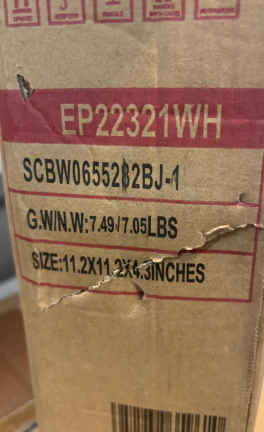 EP22321WH
SCBW0655282BJ-1
G.W/N.W:7.49/7.05LBS
SIZE:11.2X11.2X4.3INCHES